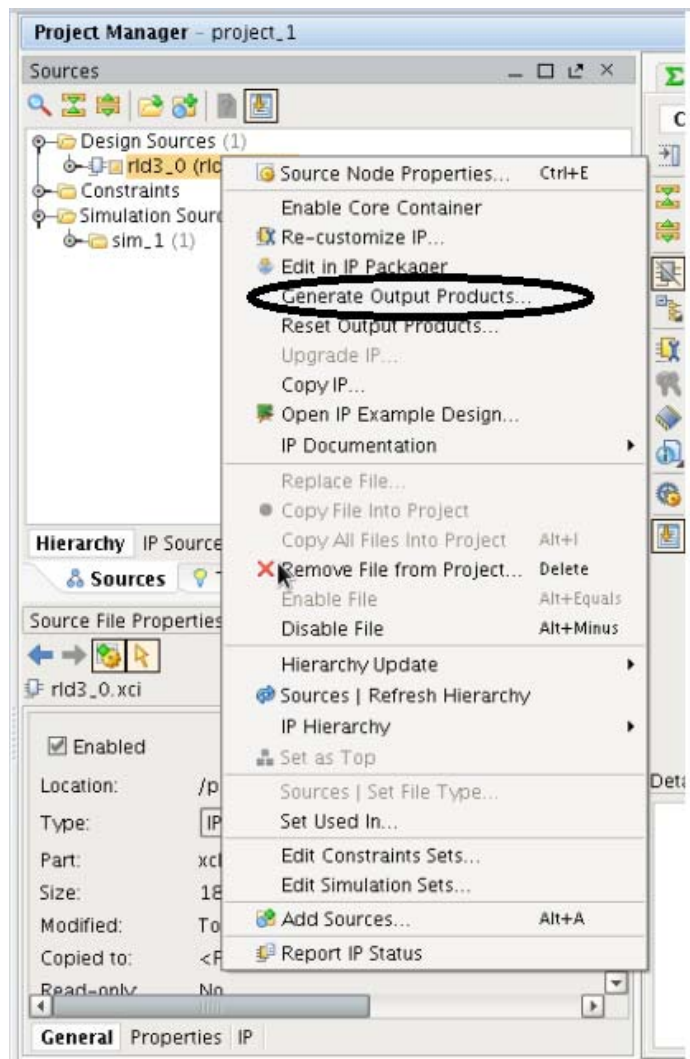 Project Manager - project_1
Sources
Design Sources (1)
rld3_0 (rld
Constraints
Simulation Sour
sim_1 (1)
Hierarchy IP Source
Sources
Source File Properties
rld3_0.xci
Enabled
Location: /p
Type: IP
Part: xc
Size: 18
Modified: To
Copied to: <P
Read-only: No
General Properties IP
Source Node Properties... Ctrl+E
Enable Core Container
Re-customize IP...
Edit in IP Packager
Generate Output Products...
Reset Output Products...
Upgrade IP...
Copy IP...
Open IP Example Design...
IP Documentation
Replace File...
Copy File Into Project
Copy All Files Into Project Alt+I
Remove File from Project... Delete
Enable File Alt+Equals
Disable File Alt+Minus
Hierarchy Update
Sources | Refresh Hierarchy
IP Hierarchy
Set as Top
Sources | Set File Type...
Set Used In...
Edit Constraints Sets...
Edit Simulation Sets...
Add Sources... Alt+A
Report IP Status
Σ
C
Deta